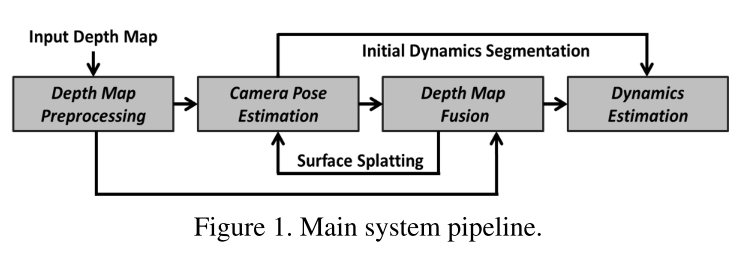 Input Depth Map
Initial Dynamics Segmentation
Depth Map
Preprocessing
Camera Pose
Estimation
Depth Map
Fusion
Dynamics
Estimation
Surface Splatting
Figure 1. Main system pipeline.